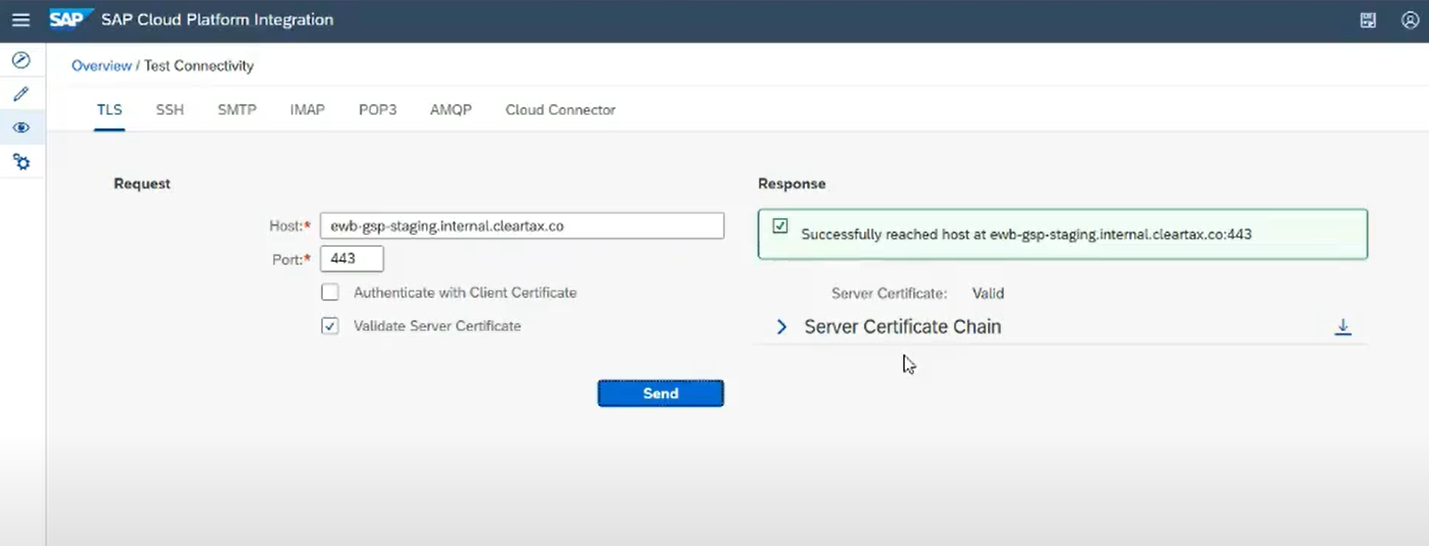 SAP SAP Cloud Platform Integration
Overview / Test Connectivity
TLS SSH SMTP IMAP POP3 AMQP Cloud Connector
Request
Host:* ewb-gsp-staging.internal.cleartax.co
Port:* 443
Authenticate with Client Certificate
Validate Server Certificate
Send
Response
Successfully reached host at ewb-gsp-staging.internal.cleartax.co:443
Server Certificate: Valid
Server Certificate Chain